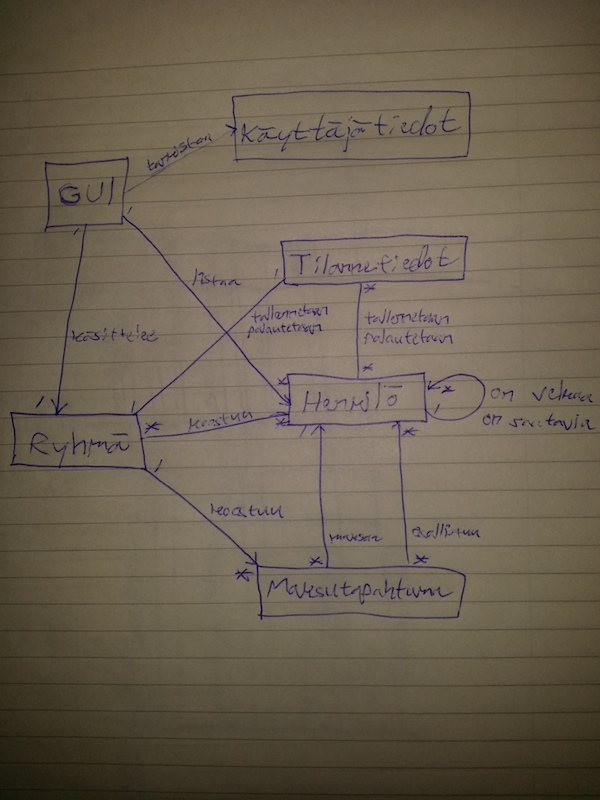 Käyttäjätiedot
tarkistaa
GUI
Tilannetiedot
listaa
tallennetaan
palautetaan
tallennetaan
palautetaan
käsittelee
Henkilö
on velkaa
on saatavia
koostuu
Ryhmä
koostuu
maksaa
osallistuu
Maksutapahtuma